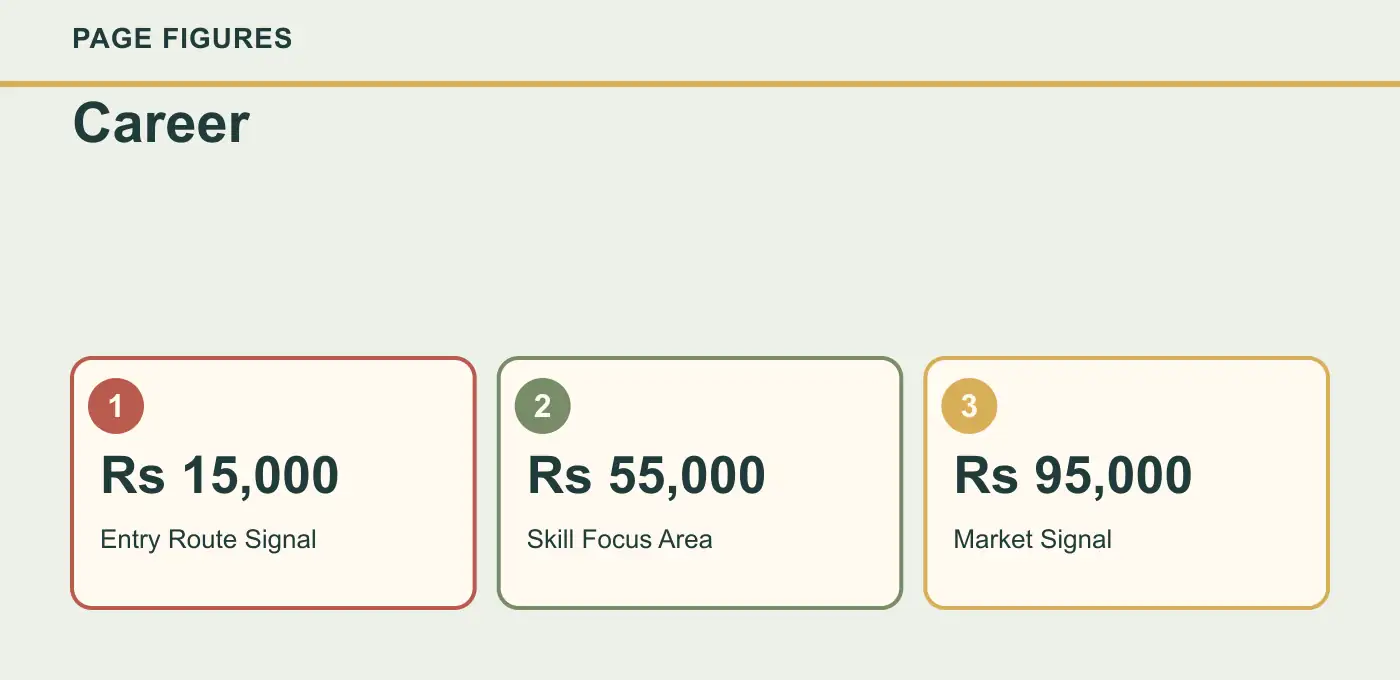 PAGE FIGURES
Career
1
Rs 15,000
Entry Route Signal
2
Rs 55,000
Skill Focus Area
3
Rs 95,000
Market Signal